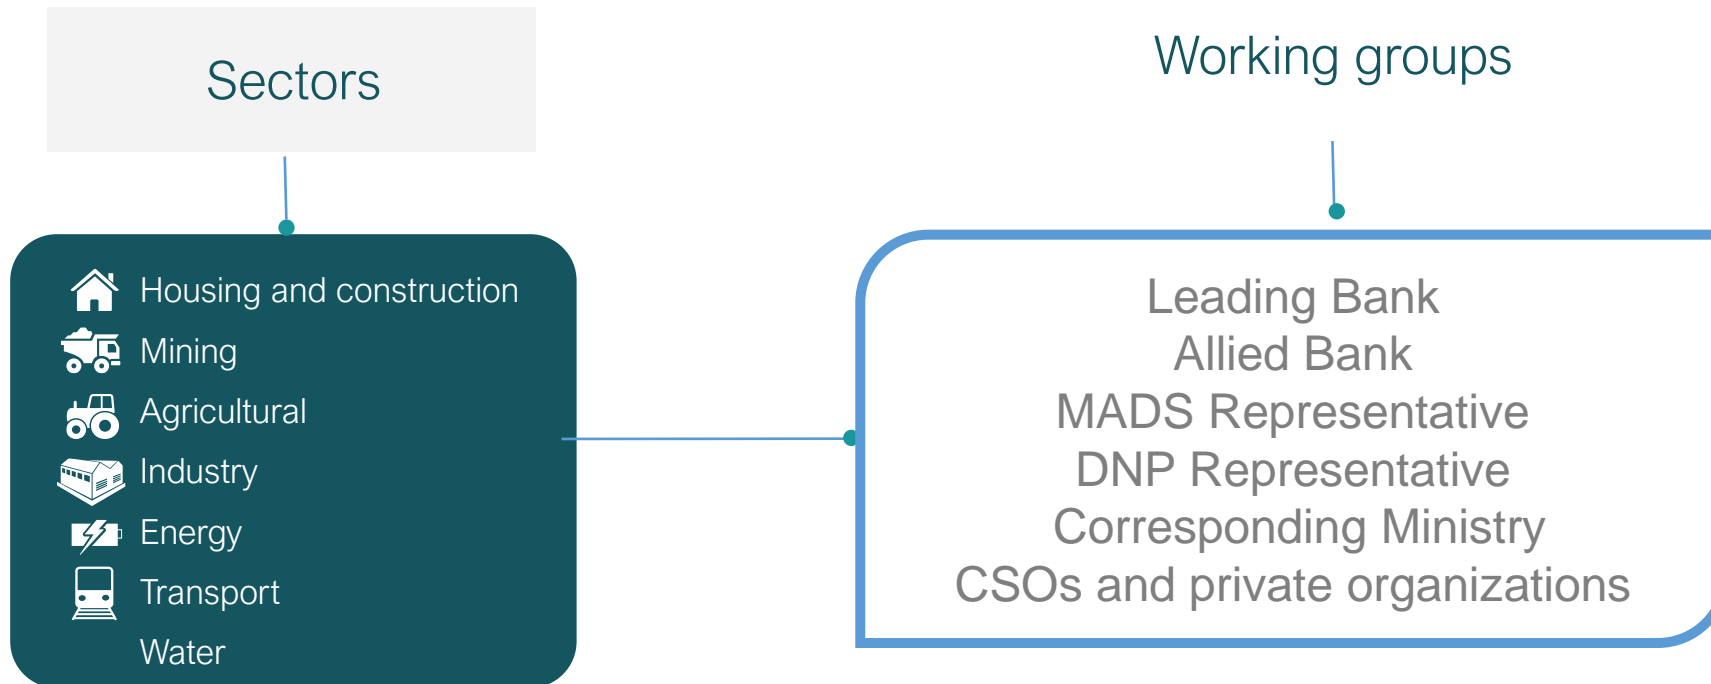 Sectors
Housing and construction
Mining
Agricultural
Industry
Energy
Transport
Water
Working groups
Leading Bank
Allied Bank
MADS Representative
DNP Representative
Corresponding Ministry
CSOs and private organizations